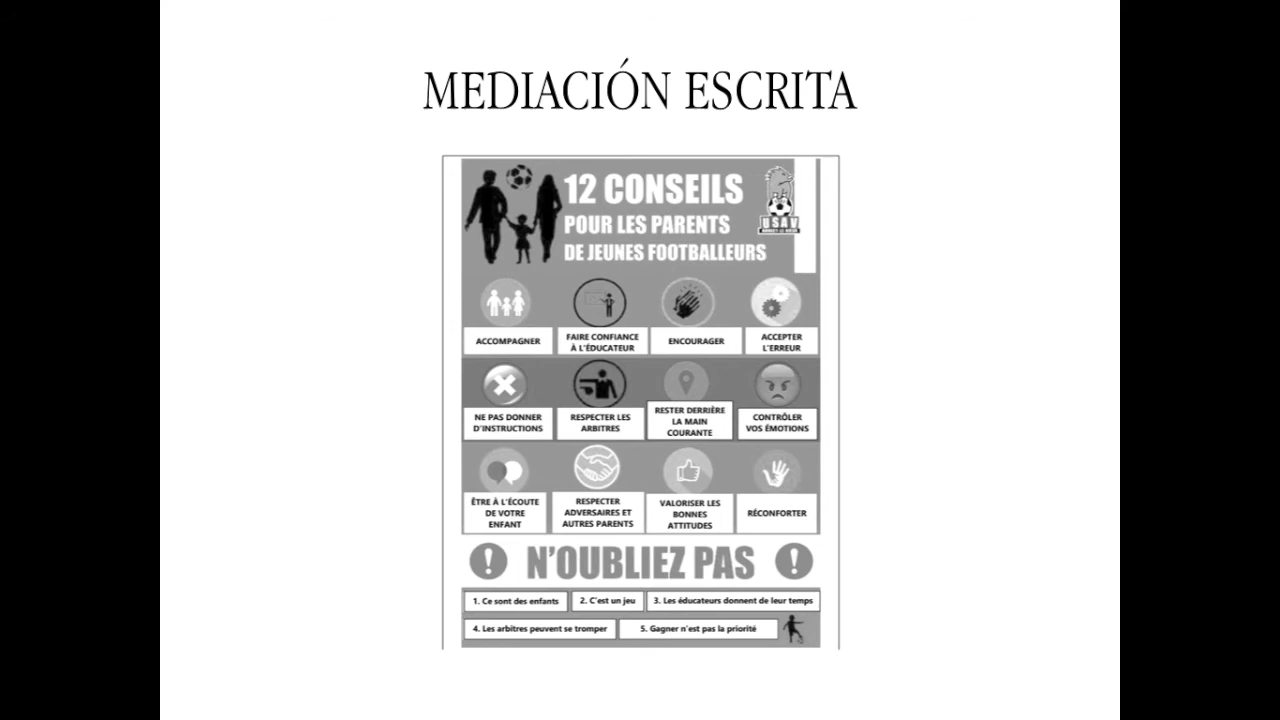 MEDIACIÓN ESCRITA
12 CONSEILS
POUR LES PARENTS
DE JEUNES FOOTBALLEURS
USAV
ACCOMPAGNER
FAIRE CONFIANCE
À L'ÉDUCATEUR
ENCOURAGER
ACCEPTER
L'ERREUR
NE PAS DONNER
D'INSTRUCTIONS
RESPECTER LES
ARBITRES
RESTER DERRIÈRE
LA MAIN
COURANTE
CONTRÔLER
VOS ÉMOTIONS
ÊTRE À L'ÉCOUTE
DE VOTRE
ENFANT
RESPECTER
ADVERSAIRES ET
AUTRES PARENTS
VALORISER LES
BONNES
ATTITUDES
RÉCONFORTER
! N'OUBLIEZ PAS !
1. Ce sont des enfants
2. C'est un jeu
3. Les éducateurs donnent de leur temps
4. Les arbitres peuvent se tromper
5. Gagner n'est pas la priorité